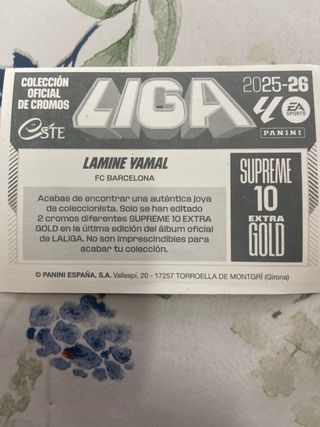 COLECCIÓN
OFICIAL
DE CROMOS
este
LIGA
2025-26
EA
SPORTS
PANINI
LAMINE YAMAL
FC BARCELONA
Acabas de encontrar una auténtica joya
de coleccionista. Solo se han editado
2 cromos diferentes SUPREME 10 EXTRA
GOLD en la última edición del álbum oficial
de LALIGA. No son imprescindibles para
acabar tu colección.
SUPREME
10
EXTRA
GOLD
© PANINI ESPAÑA, S.A. Vallespí, 20 - 17257 TORROELLA DE MONTGRÍ (Girona)